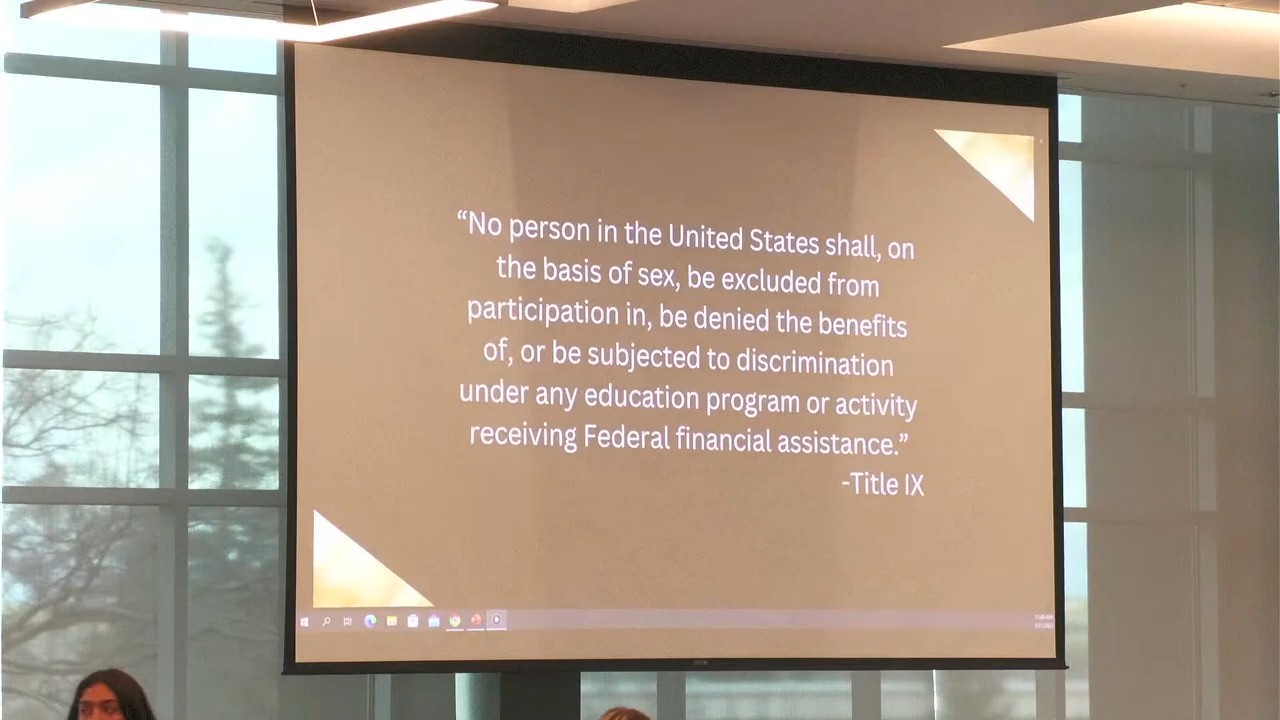 “No person in the United States shall, on
the basis of sex, be excluded from
participation in, be denied the benefits
of, or be subjected to discrimination
under any education program or activity
receiving Federal financial assistance.”
-Title IX